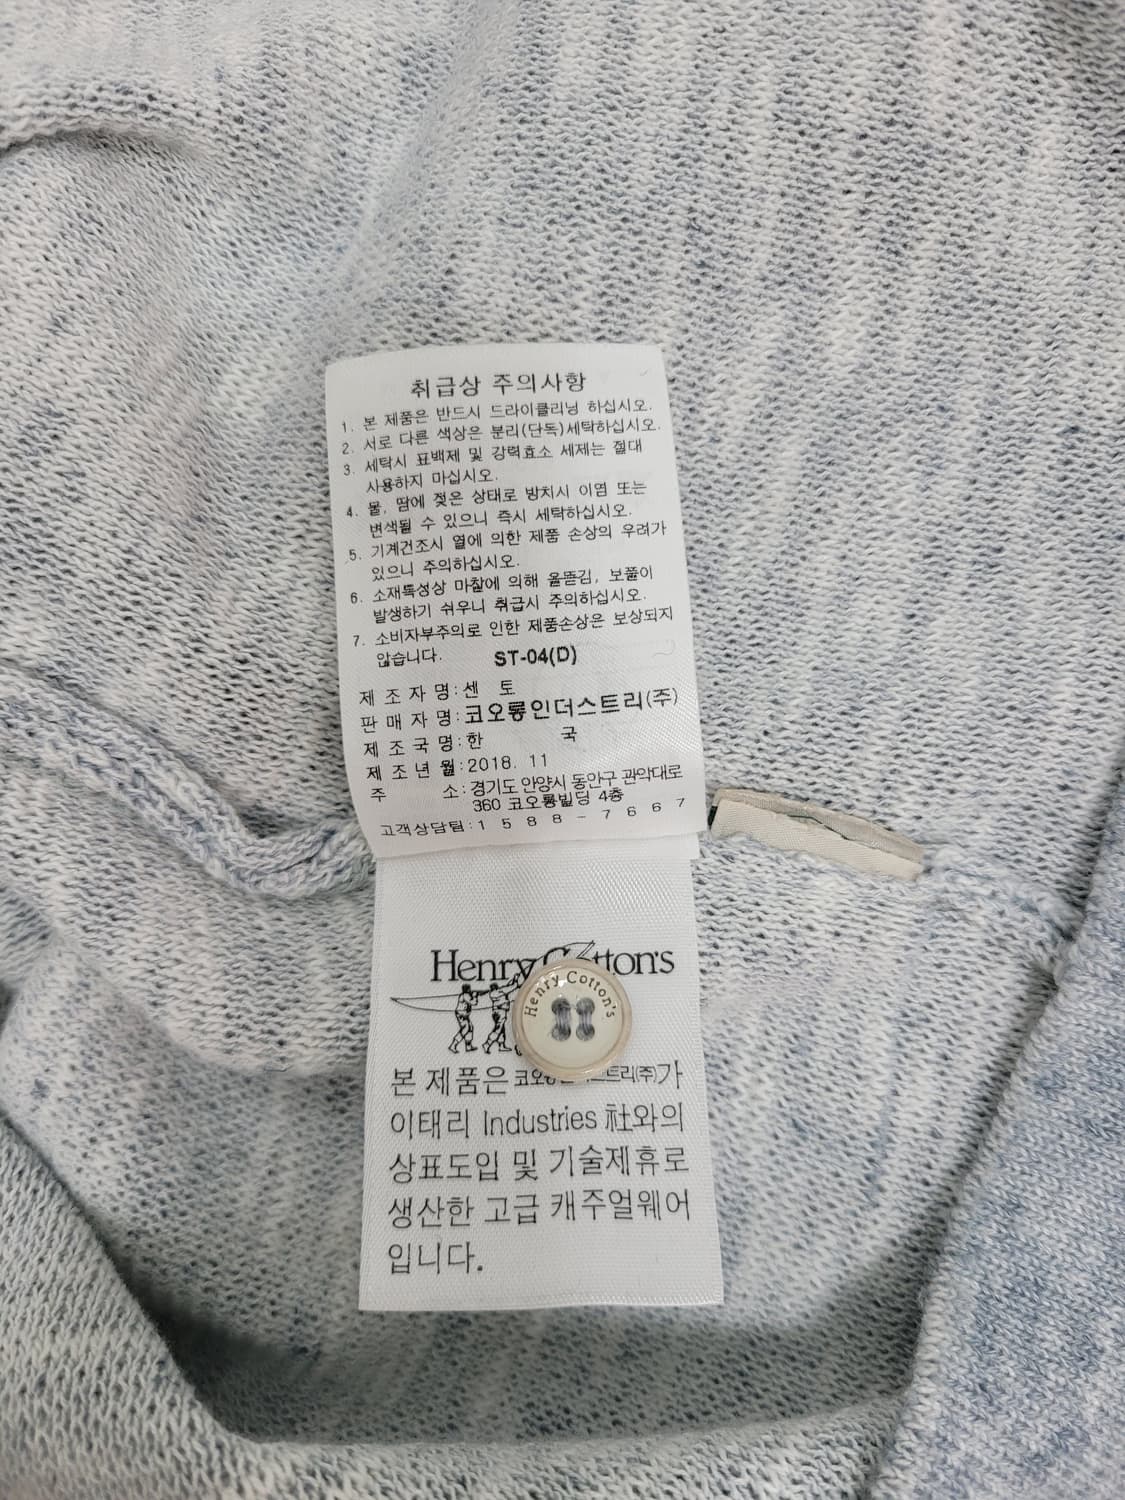 취급상 주의사항
1. 본 제품은 반드시 드라이클리닝 하십시오.
2. 서로 다른 색상은 분리(단독)세탁하십시오.
3. 세탁시 표백제 및 강력효소 세제는 절대
사용하지 마십시오.
4. 물, 땀에 젖은 상태로 방치시 이염 또는
변색될 수 있으니 즉시 세탁하십시오.
5. 기계건조시 열에 의한 제품 손상의 우려가
있으니 주의하십시오.
6. 소재특성상 마찰에 의해 올뜯김, 보풀이
발생하기 쉬우니 취급시 주의하십시오.
7. 소비자부주의로 인한 제품손상은 보상되지
않습니다. ST-04(D)
제 조 자 명:센 토
판 매 자 명:코오롱인더스트리(주)
제 조 국 명:한 국
제 조 년 월:2018. 11
주 소:경기도 안양시 동안구 관악대로
360 코오롱빌딩 4층
고객상담팀:1 5 8 8 - 7 6 6 7
Henry Cotton's
Henry Cotton's
본 제품은 가
이태리 Industries 社와의
상표도입 및 기술제휴로
생산한 고급 캐주얼웨어
입니다.